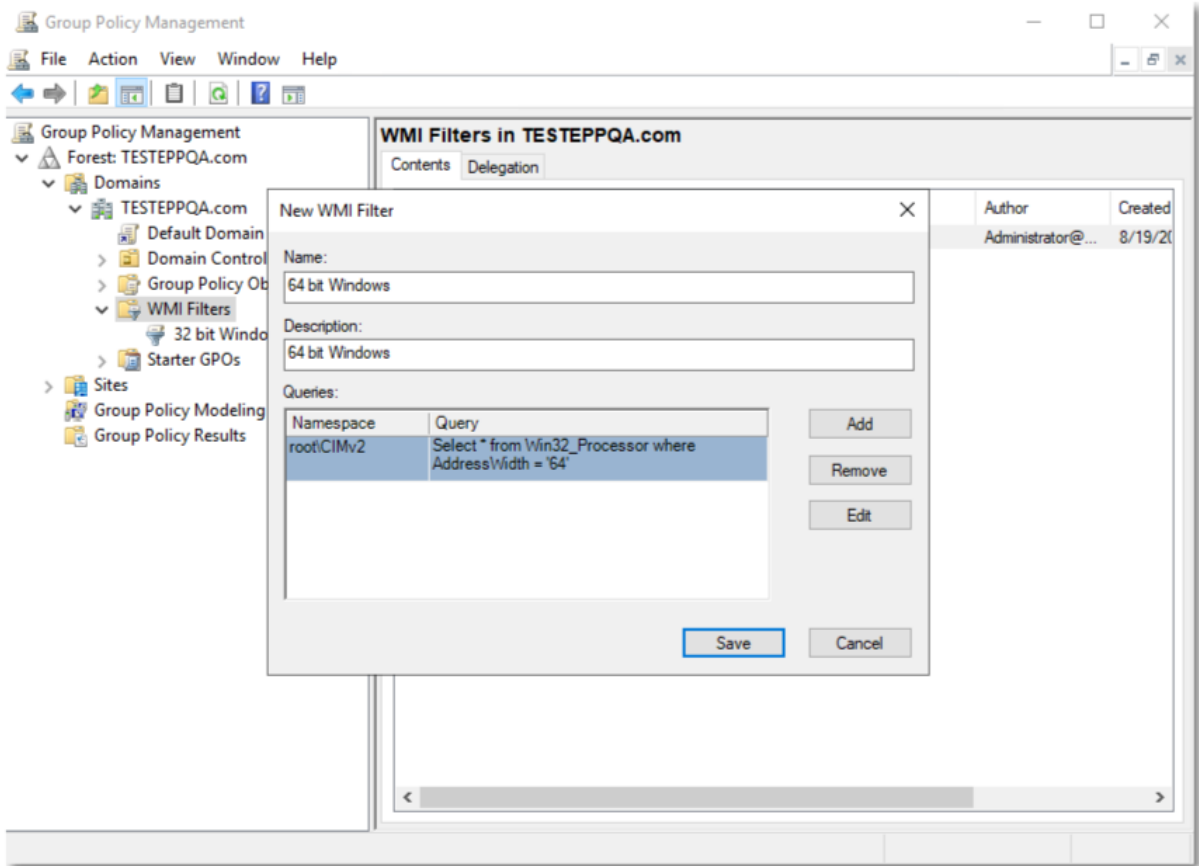 Group Policy Management
File Action View Window Help
Group Policy Management
Forest: TESTEPPQA.com
Domains
TESTEPPQA.com
Default Domain
Domain Control
Group Policy Ob
WMI Filters
32 bit Windo
Starter GPOs
Sites
Group Policy Modeling
Group Policy Results
WMI Filters in TESTEPPQA.com
Contents Delegation
Author Created
Administrator@... 8/19/20
New WMI Filter
Name:
64 bit Windows
Description:
64 bit Windows
Queries:
Namespace Query
root\CIMv2 Select * from Win32_Processor where
AddressWidth = '64'
Add
Remove
Edit
Save Cancel